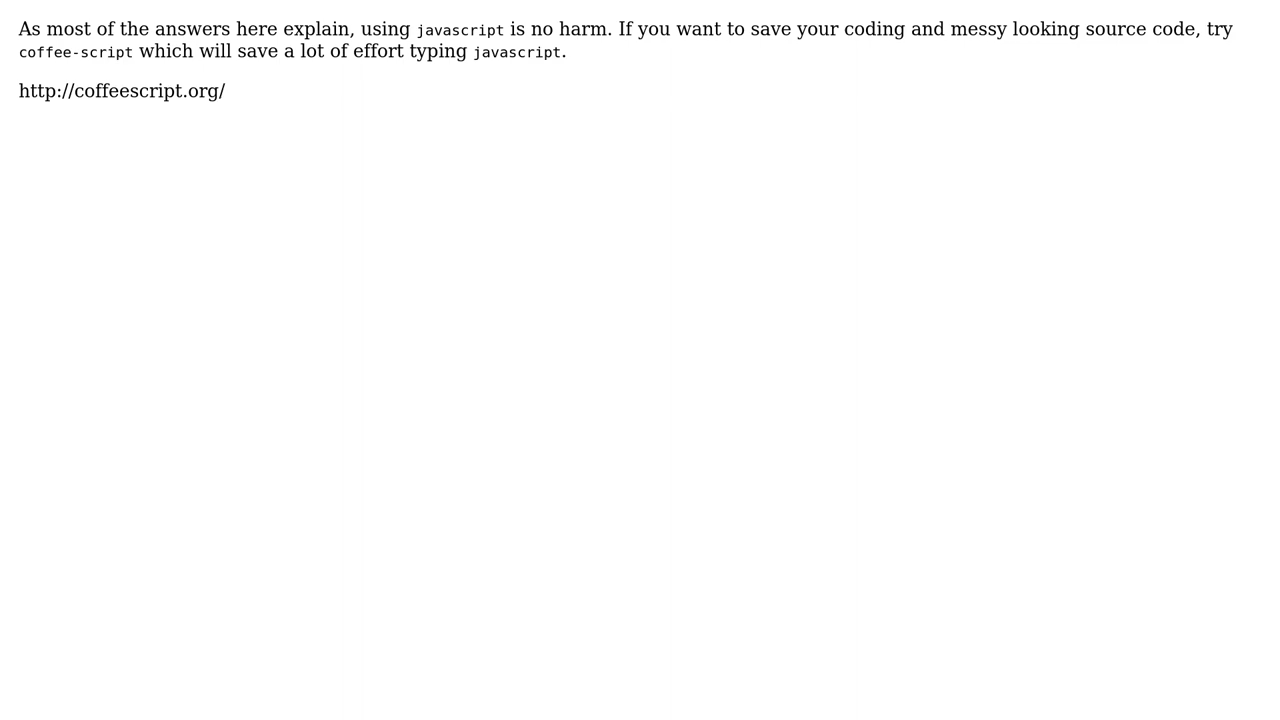 As most of the answers here explain, using javascript is no harm. If you want to save your coding and messy looking source code, try
coffee-script which will save a lot of effort typing javascript.
http://coffeescript.org/